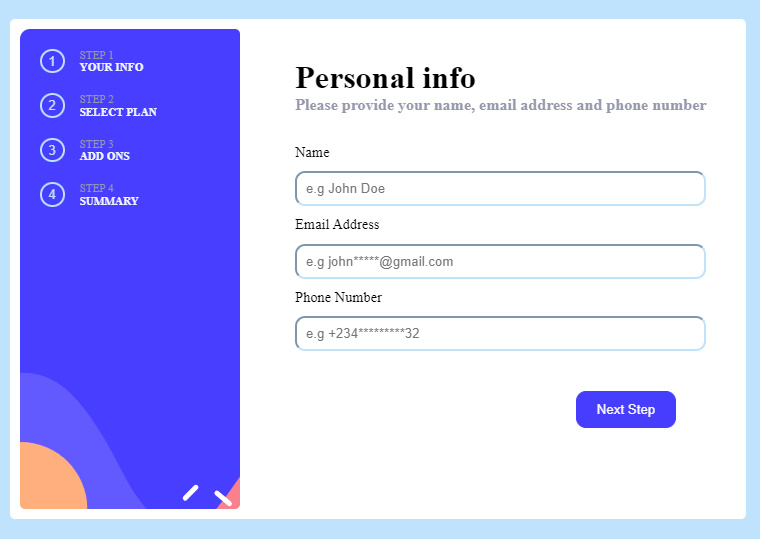 1
STEP 1
YOUR INFO
2
STEP 2
SELECT PLAN
3
STEP 3
ADD ONS
4
STEP 4
SUMMARY
Personal info
Please provide your name, email address and phone number
Name
e.g John Doe
Email Address
e.g john*****@gmail.com
Phone Number
e.g +234*********32
Next Step